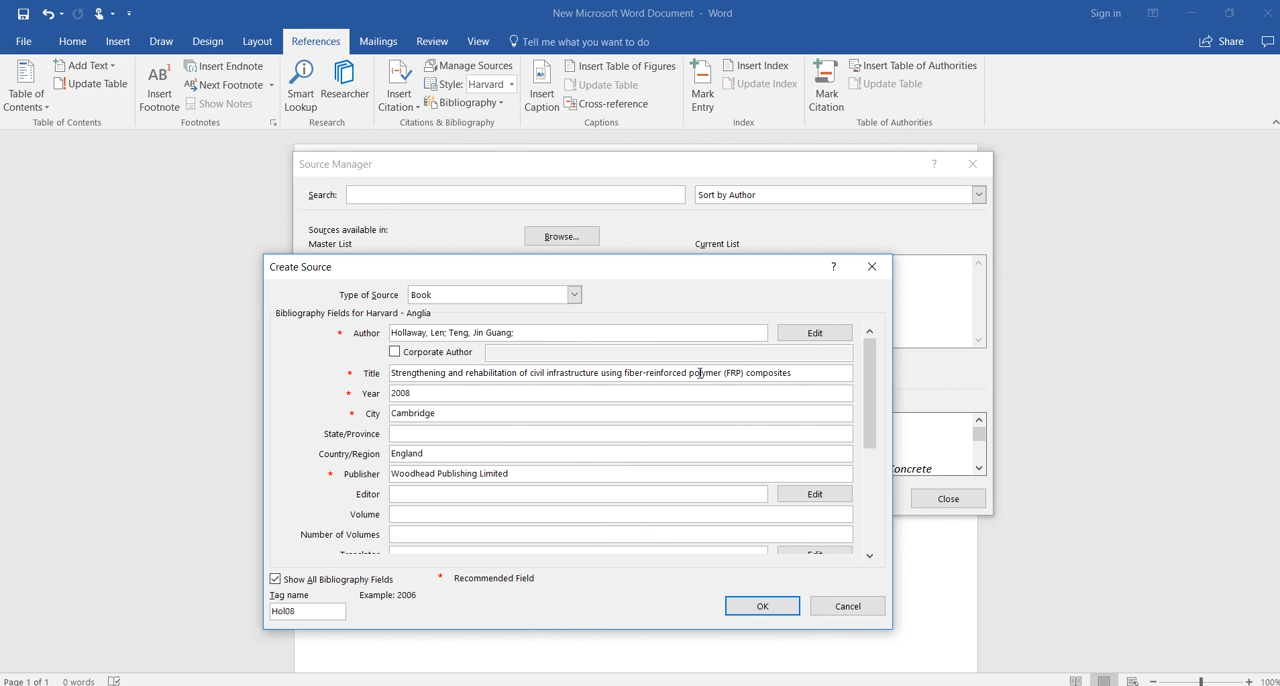 New Microsoft Word Document - Word
Sign in
File Home Insert Draw Design Layout References Mailings Review View Tell me what you want to do Share
Table of Contents
Add Text
Update Table
Table of Contents
AB1
Insert Footnote
Insert Endnote
AB Next Footnote
Show Notes
Footnotes
Smart Lookup
Researcher
Research
Insert Citation
Manage Sources
Style: Harvard
Bibliography
Citations & Bibliography
Insert Caption
Insert Table of Figures
Update Table
Cross-reference
Captions
Mark Entry
Insert Index
Update Index
Index
Mark Citation
Insert Table of Authorities
Update Table
Table of Authorities
Source Manager
?
Search:
Sort by Author
Sources available in:
Master List
Browse...
Current List
Create Source
?
Type of Source Book
Bibliography Fields for Harvard - Anglia
* Author Hollaway, Len; Teng, Jin Guang; Edit
Corporate Author
* Title Strengthening and rehabilitation of civil infrastructure using fiber-reinforced polymer (FRP) composites
* Year 2008
* City Cambridge
State/Province
Country/Region England
* Publisher Woodhead Publishing Limited
Editor Edit
Volume
Number of Volumes
Translator Edit
Concrete
Close
Show All Bibliography Fields * Recommended Field
Tag name Example: 2006
Hol08
OK Cancel
Page 1 of 1 0 words
100%